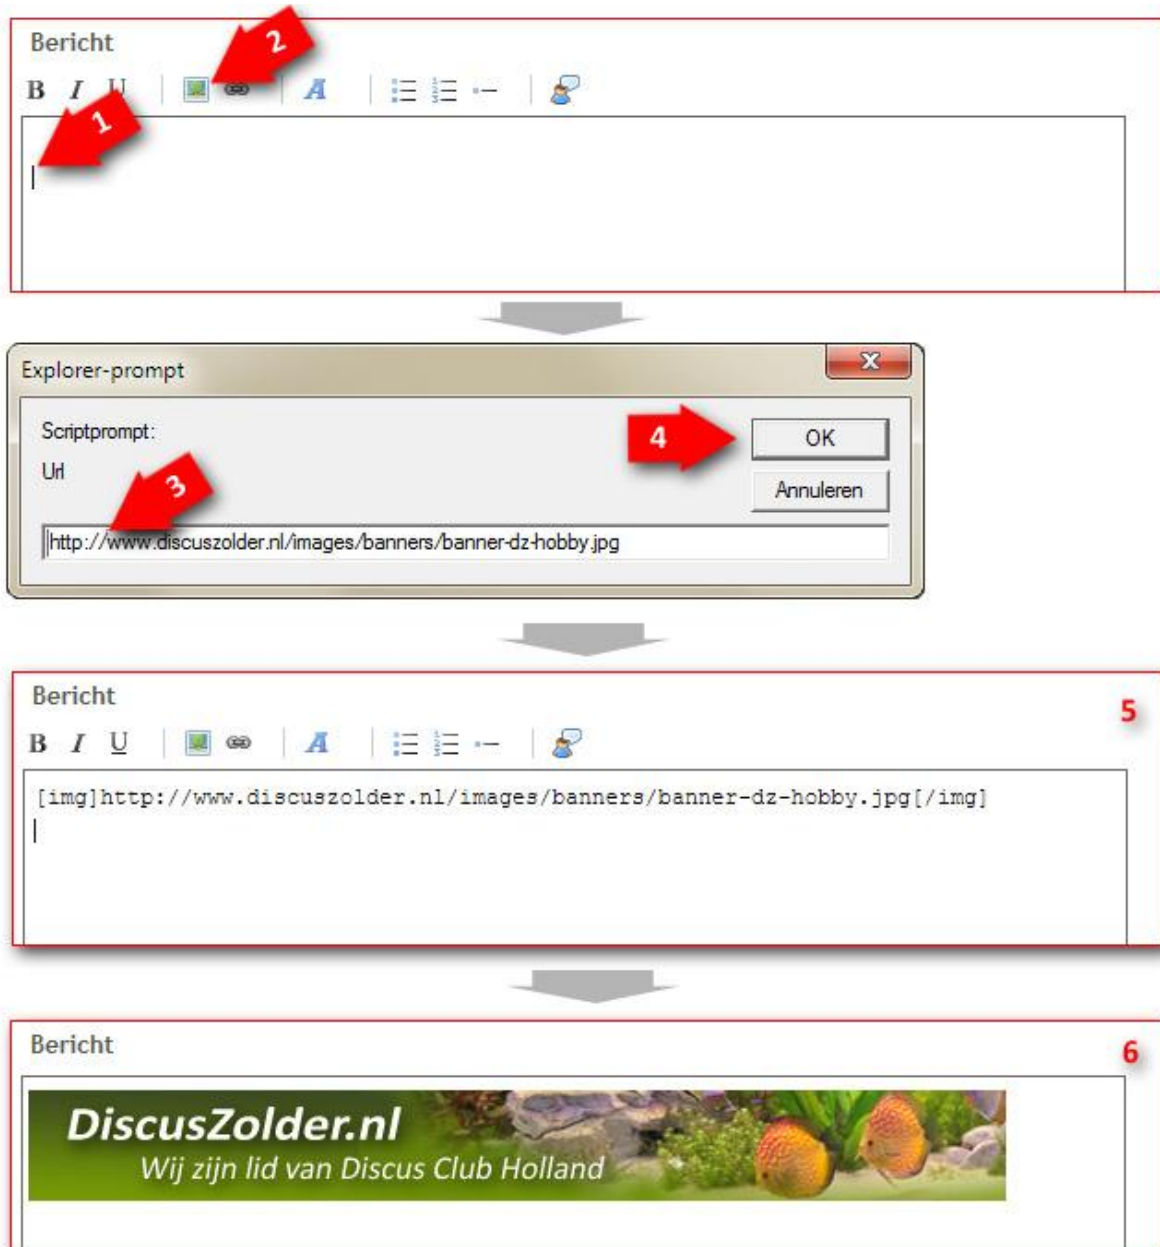 Bericht
2
B I U A
1
Explorer-prompt
X
Scriptprompt:
4
OK
Url
3
Annuleren
http://www.discuszolder.nl/images/banners/banner-dz-hobby.jpg
Bericht
5
B I U A
[img]http://www.discuszolder.nl/images/banners/banner-dz-hobby.jpg[/img]
Bericht
6
DiscusZolder.nl
Wij zijn lid van Discus Club Holland